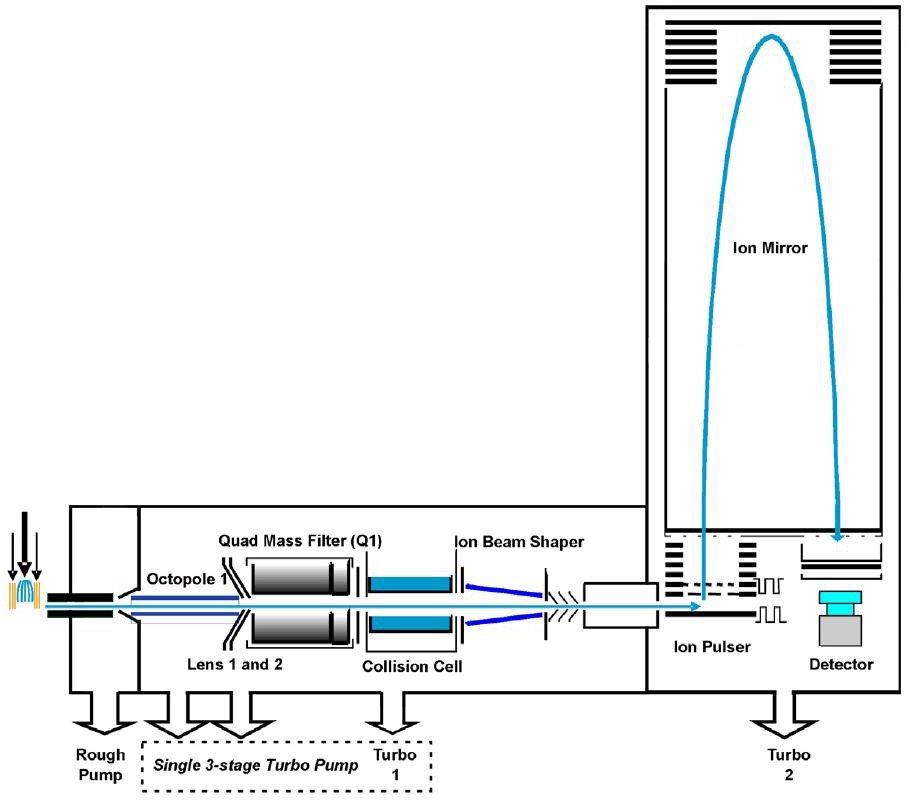 Ion Mirror
Quad Mass Filter (Q1)
Ion Beam Shaper
Octopole 1
Lens 1 and 2
Collision Cell
Ion Pulser
Detector
Rough
Pump
Single 3-stage Turbo Pump
Turbo
1
Turbo
2